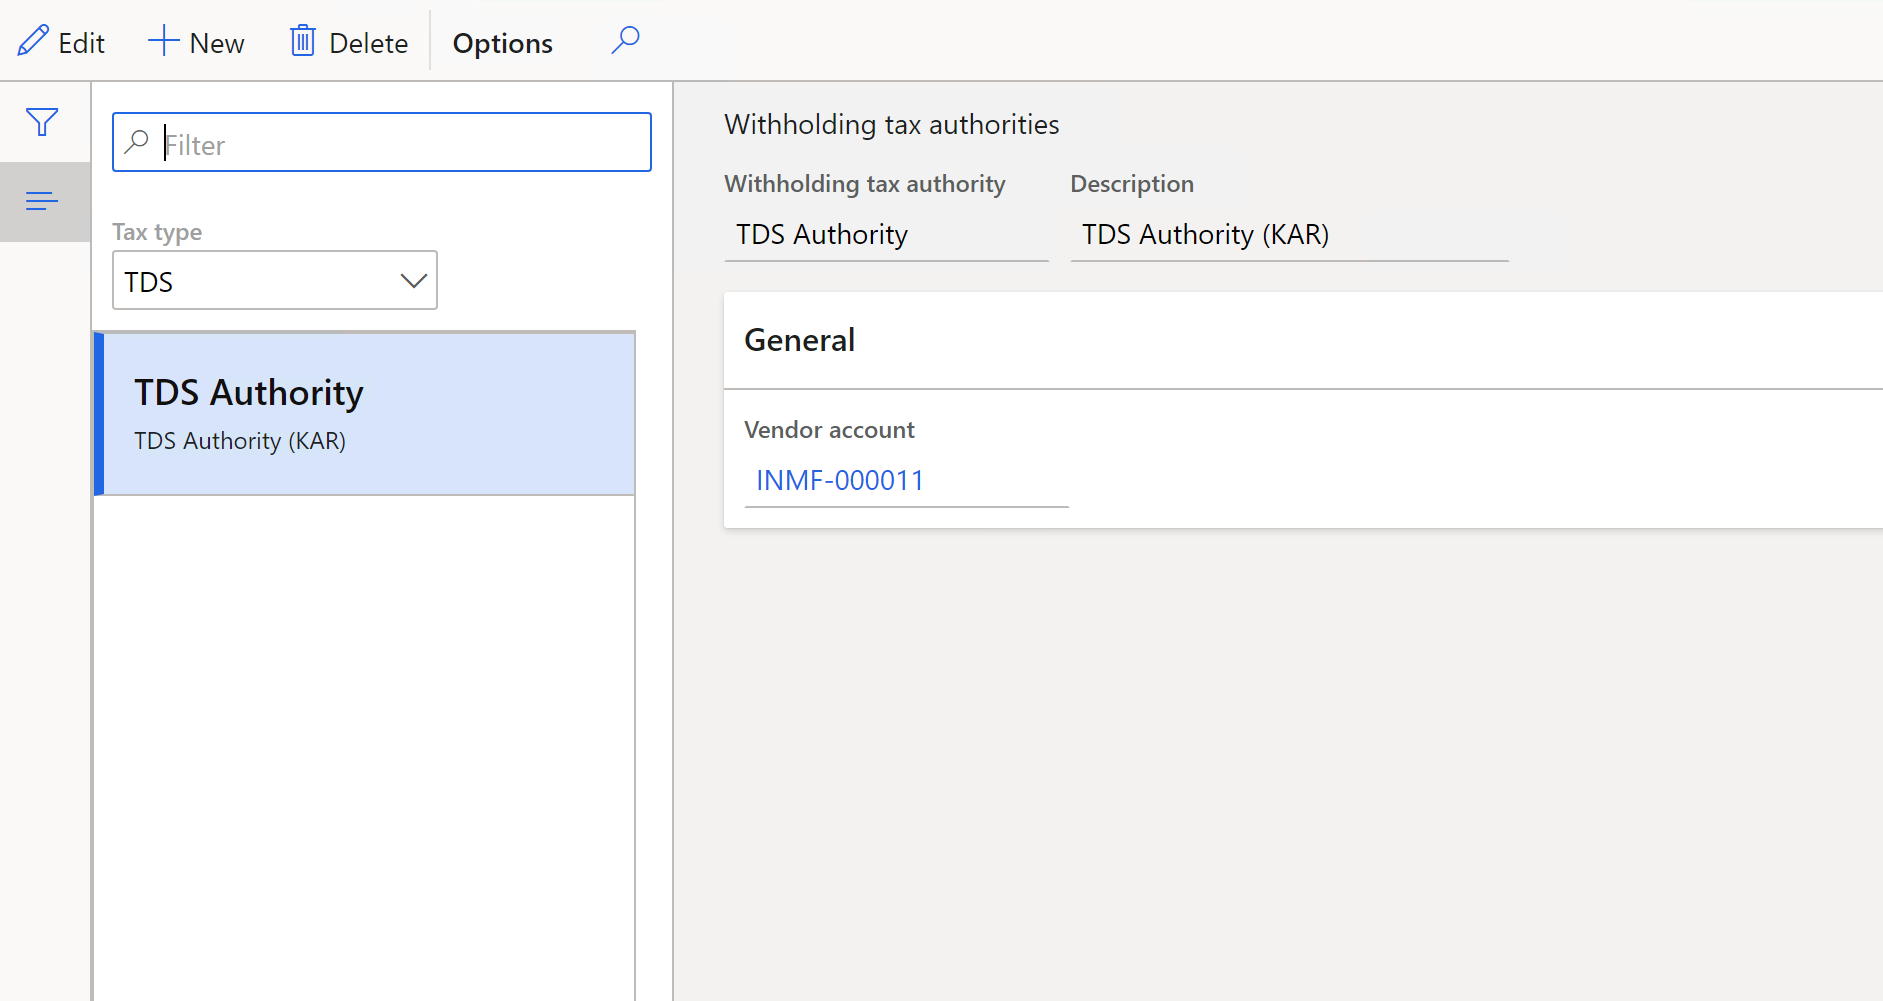 Edit New Delete Options
Filter
Tax type
TDS
TDS Authority
TDS Authority (KAR)
Withholding tax authorities
Withholding tax authority Description
TDS Authority TDS Authority (KAR)
General
Vendor account
INMF-000011